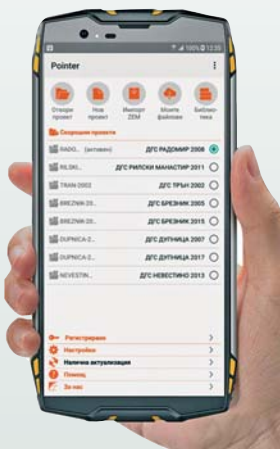 100% 12:39
Pointer
Отвори проект
Нов проект
Импорт ZEM
Моите файлове
Библиотека
Скорошни проекти
RADO... (активен) ДГС РАДОМИР 2008
RILSKI... ДГС РИЛСКИ МАНАСТИР 2011
TRAN-2002 ДГС ТРЪН 2002
BREZNIK-20... ДГС БРЕЗНИК 2005
BREZNIK-20... ДГС БРЕЗНИК 2015
DUPNICA-2... ДГС ДУПНИЦА 2007
DUPNICA-2... ДГС ДУПНИЦА 2017
NEVESTIN... ДГС НЕВЕСТИНО 2013
Регистриране
Настройки
Налична актуализация
Помощ
За нас